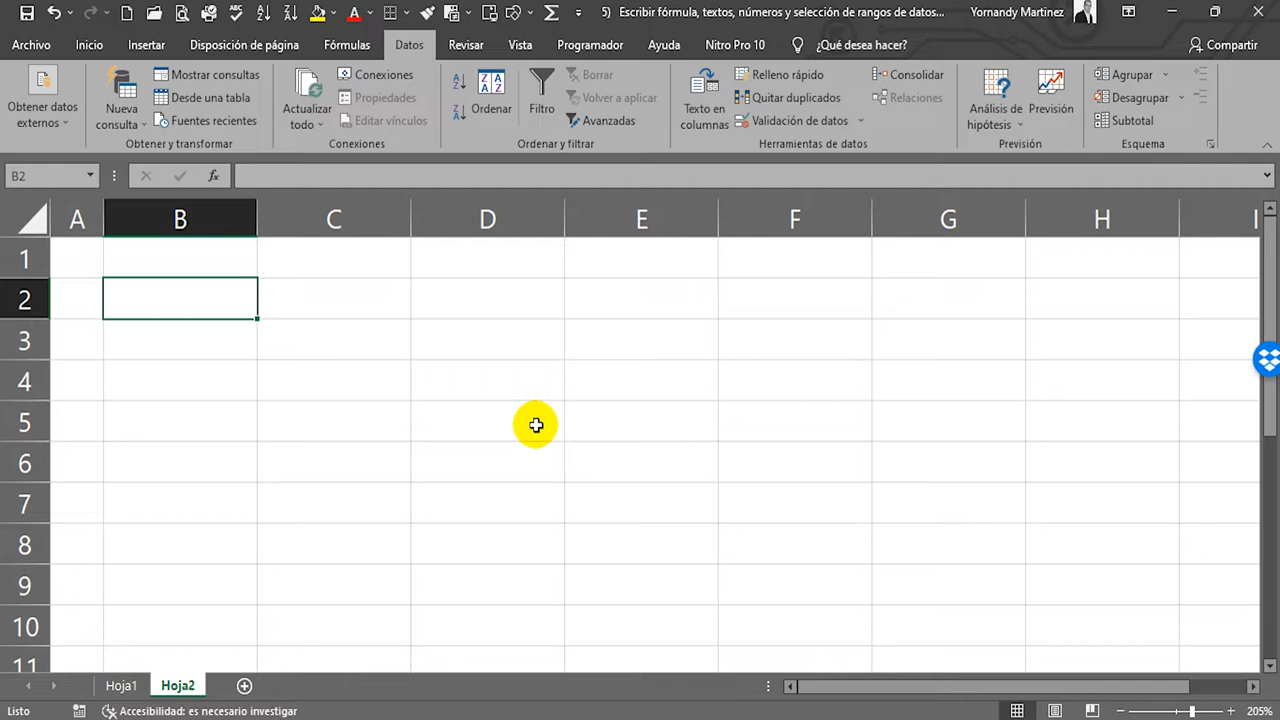 5) Escribir fórmula, textos, números y selección de rangos de datos...
Yornandy Martinez
Archivo
Inicio
Insertar
Disposición de página
Fórmulas
Datos
Revisar
Vista
Programador
Ayuda
Nitro Pro 10
¿Qué desea hacer?
Compartir
Obtener datos
externos
Nueva
consulta
Mostrar consultas
Desde una tabla
Fuentes recientes
Obtener y transformar
Actualizar
todo
Conexiones
Propiedades
Editar vínculos
Conexiones
Ordenar
Filtro
Borrar
Volver a aplicar
Avanzadas
Ordenar y filtrar
Texto en
columnas
Relleno rápido
Quitar duplicados
Validación de datos
Consolidar
Relaciones
Herramientas de datos
Análisis de
hipótesis
Previsión
Previsión
Agrupar
Desagrupar
Subtotal
Esquema
B2
fx
A B C D E F G H I
1
2
3
4
5
6
7
8
9
10
11
Hoja1
Hoja2
Listo
Accesibilidad: es necesario investigar
205%